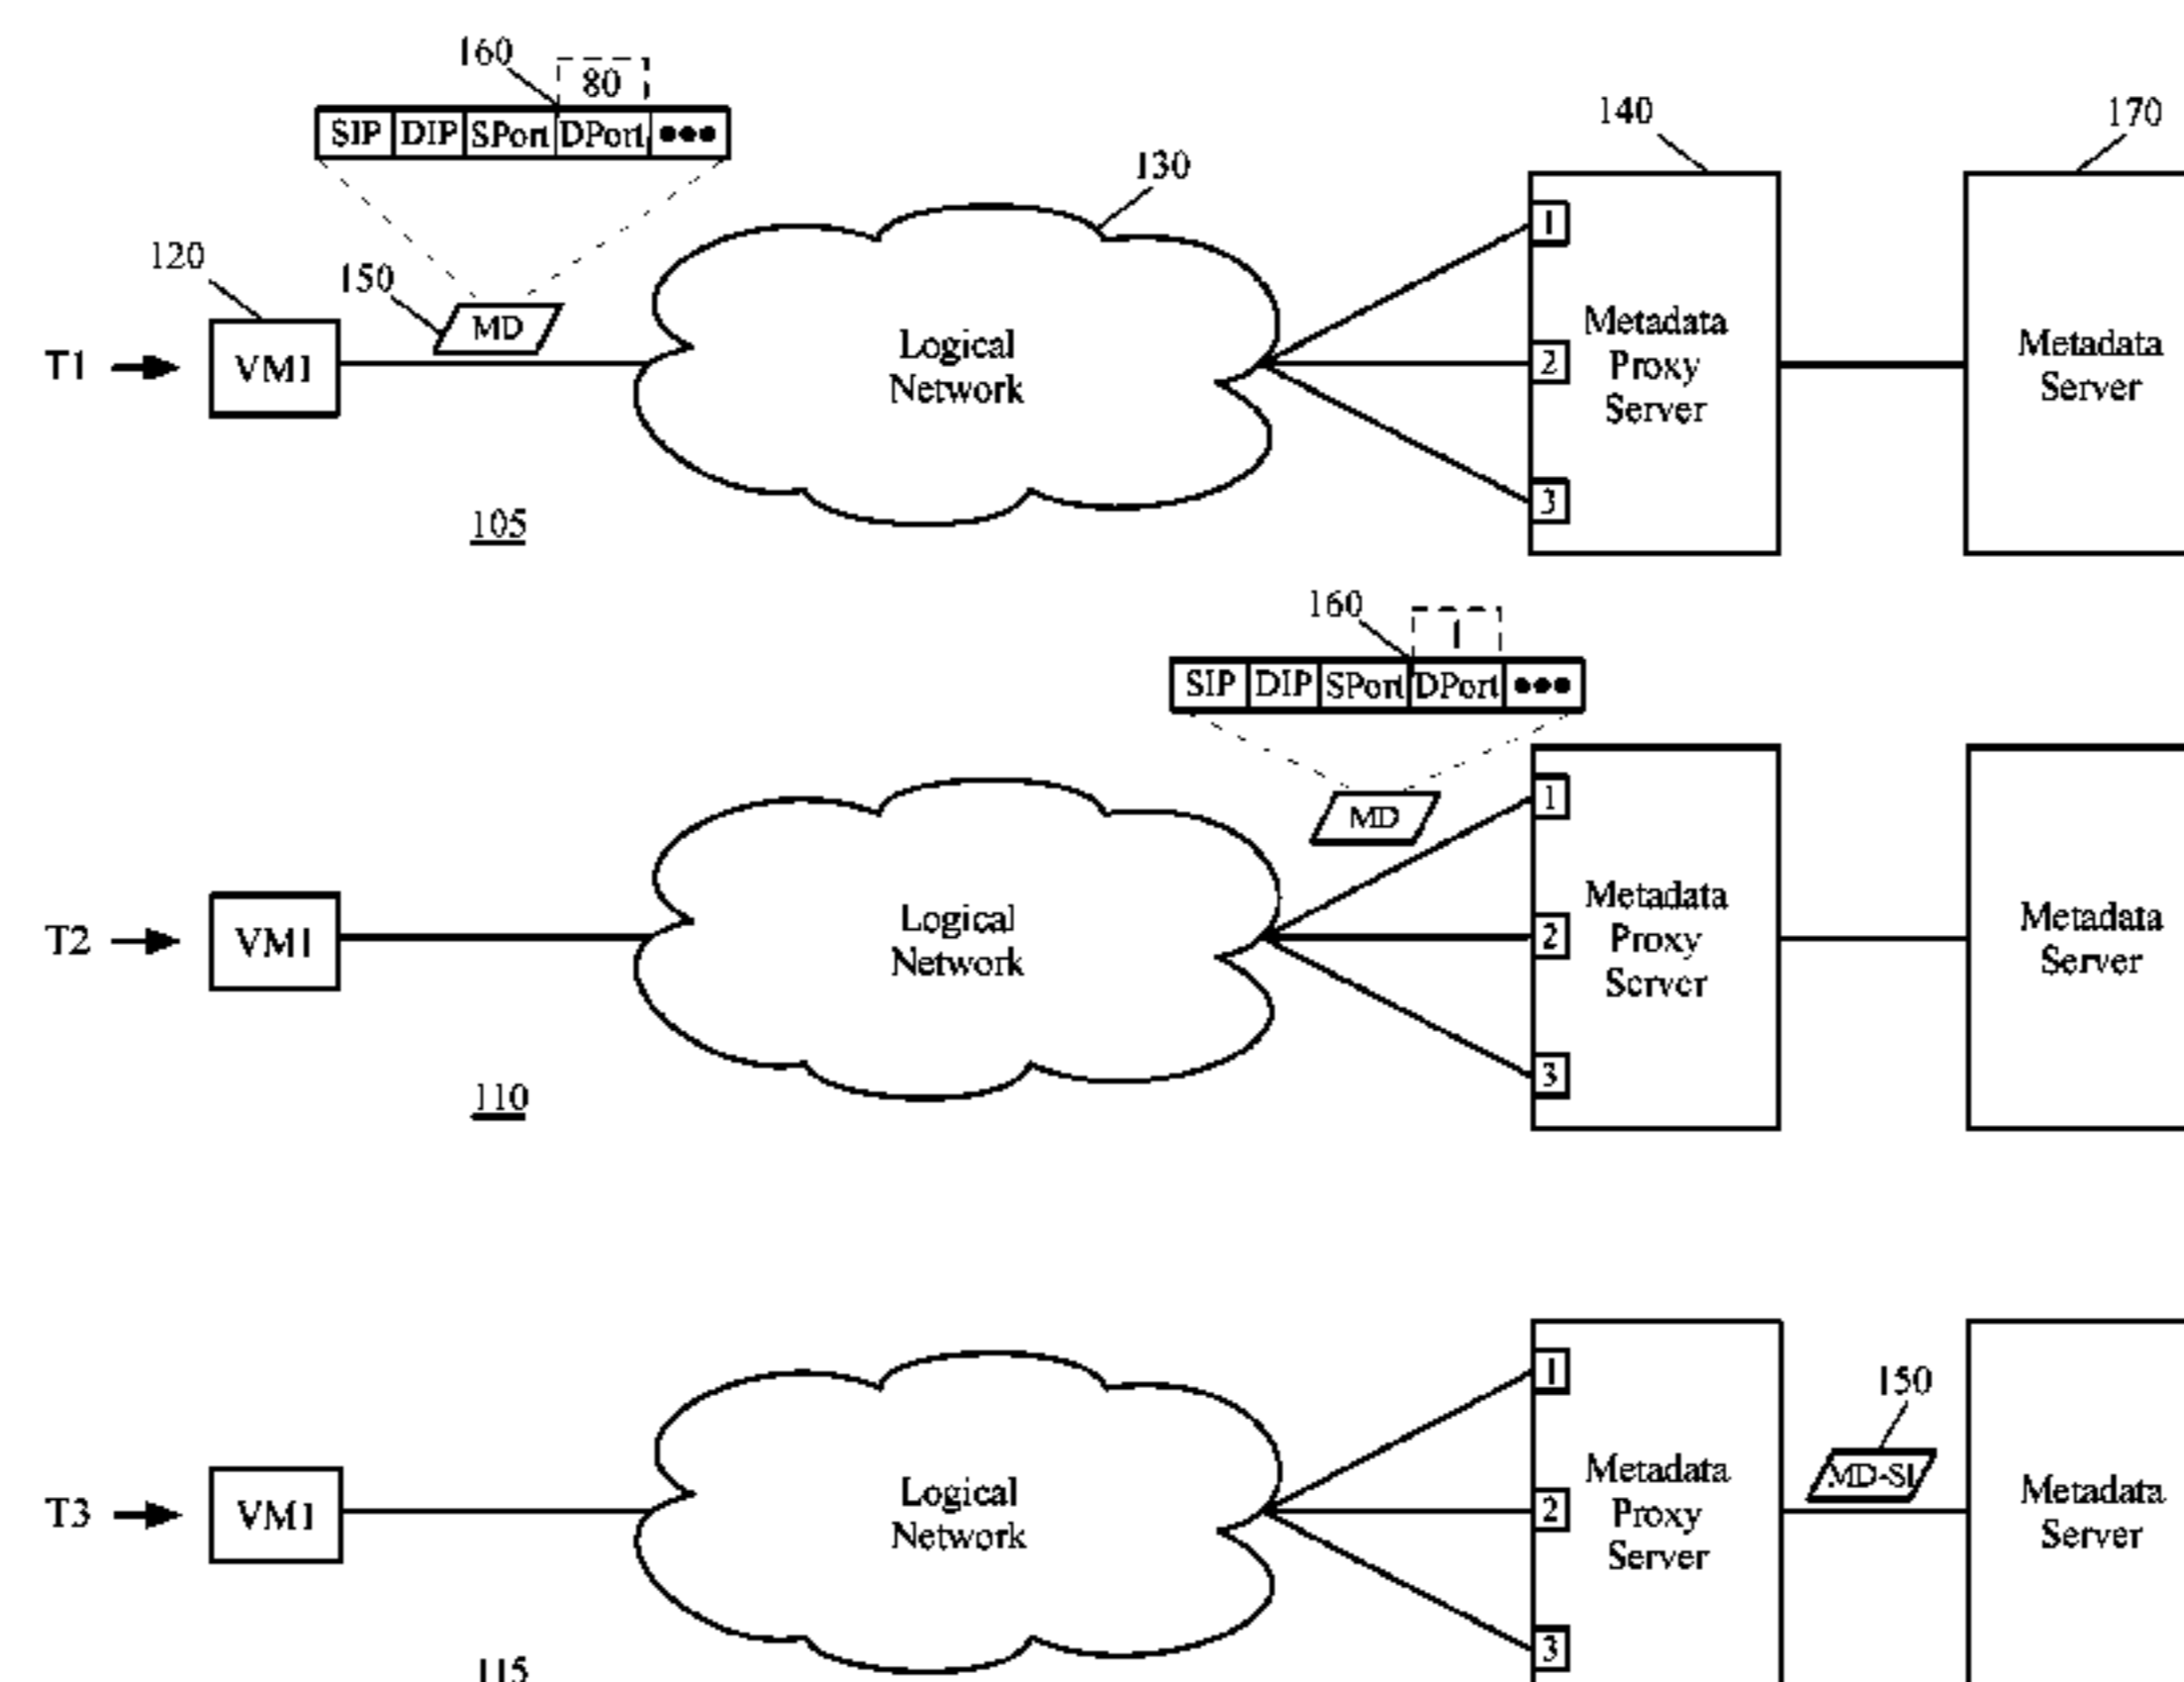 160
80
SIP DIP SPort DPort •••
140
170
130
120
150
MD
1
T1
VM1
Logical
Network
2
Metadata
Proxy
Server
Metadata
Server
3
105
160
1
SIP DIP SPort DPort •••
MD
1
T2
VM1
Logical
Network
2
Metadata
Proxy
Server
Metadata
Server
3
110
150
1
MD-SI
T3
VM1
Logical
Network
2
Metadata
Proxy
Server
Metadata
Server
3
115